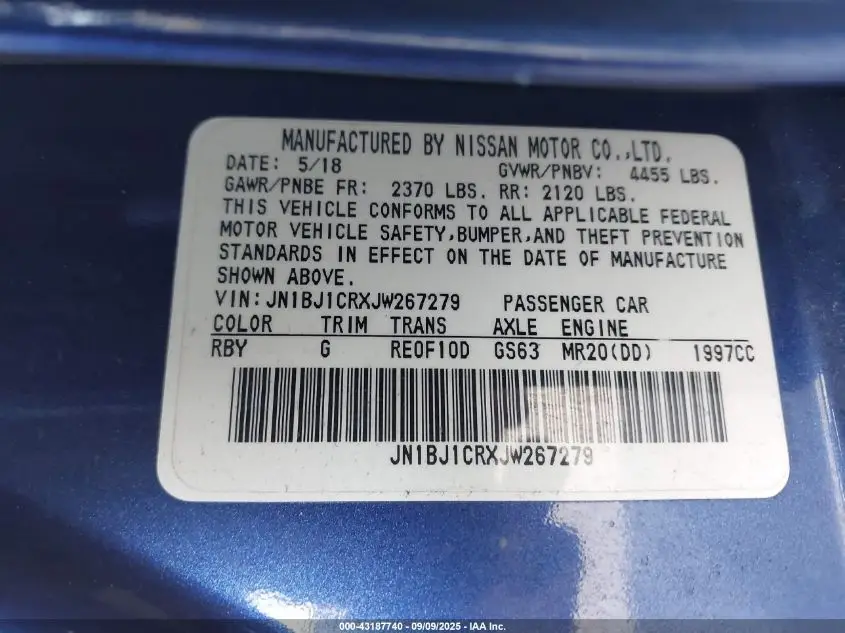 MANUFACTURED BY NISSAN MOTOR CO.,LTD.
DATE: 5/18 GVWR/PNBV: 4455 LBS.
GAWR/PNBE FR: 2370 LBS. RR: 2120 LBS.
THIS VEHICLE CONFORMS TO ALL APPLICABLE FEDERAL
MOTOR VEHICLE SAFETY,BUMPER,AND THEFT PREVENTION
STANDARDS IN EFFECT ON THE DATE OF MANUFACTURE
SHOWN ABOVE.
VIN:JN1BJ1CRXJW267279 PASSENGER CAR
COLOR TRIM TRANS AXLE ENGINE
RBY G RE0F10D GS63 MR20(DD) 1997CC
JN1BJ1CRXJW267279
000-43187740 - 09/09/2025 - IAA Inc.